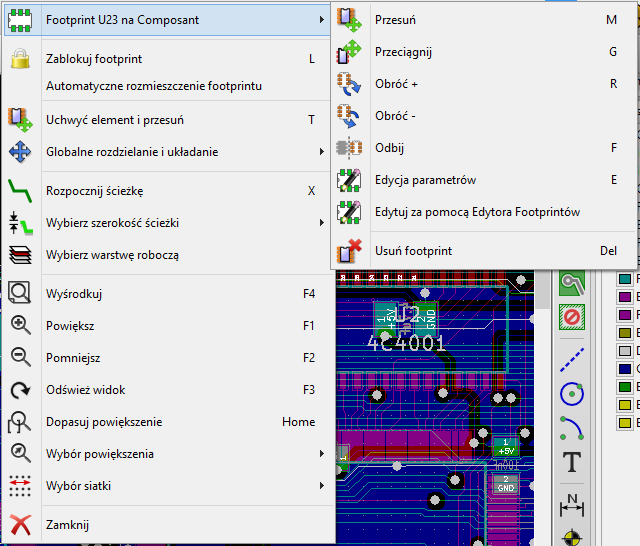 Footprint U23 na Composant
Zablokuj footprint L
Automatyczne rozmieszczenie footprintu
Uchwyć element i przesuń T
Globalne rozdzielanie i układanie
Rozpocznij ścieżkę X
Wybierz szerokość ścieżki
Wybierz warstwę roboczą
Wyśrodkuj F4
Powiększ F1
Pomniejsz F2
Odśwież widok F3
Dopasuj powiększenie Home
Wybór powiększenia
Wybór siatki
Zamknij
Przesuń M
Przeciągnij G
Obróć + R
Obróć -
Odbij F
Edycja parametrów E
Edytuj za pomocą Edytora Footprintów
Usuń footprint Del
1
+5V
2
GND
4C4001
1
+5V
2
GND
T
N